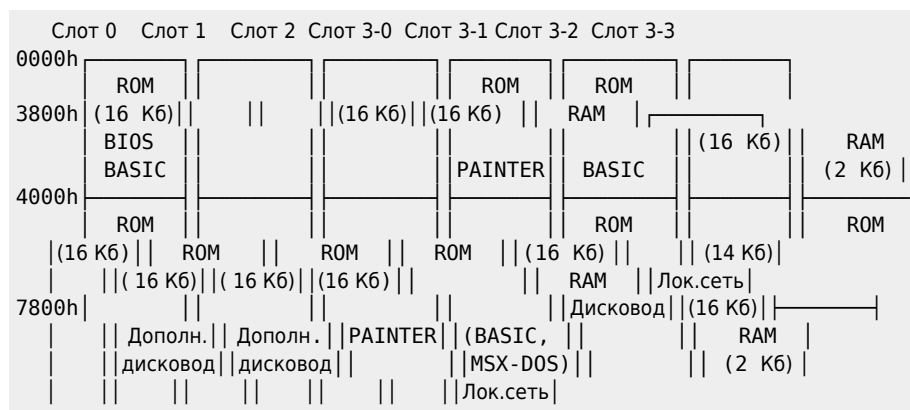 Слот 0 Слот 1 Слот 2 Слот 3-0 Слот 3-1 Слот 3-2 Слот 3-3
0000h
ROM ROM ROM
3800h (16 Кб) (16 Кб) (16 Кб) RAM
BIOS (16 Кб) RAM
BASIC PAINTER BASIC (2 Кб)
4000h
ROM ROM ROM
(16 Кб) ROM ROM ROM (16 Кб) (14 Кб)
( 16 Кб) ( 16 Кб) (16 Кб) RAM Лок.сеть
7800h Дисковод (16 Кб)
Дополн. Дополн. PAINTER (BASIC, RAM
дисковод дисковод MSX-DOS) (2 Кб)
Лок.сеть